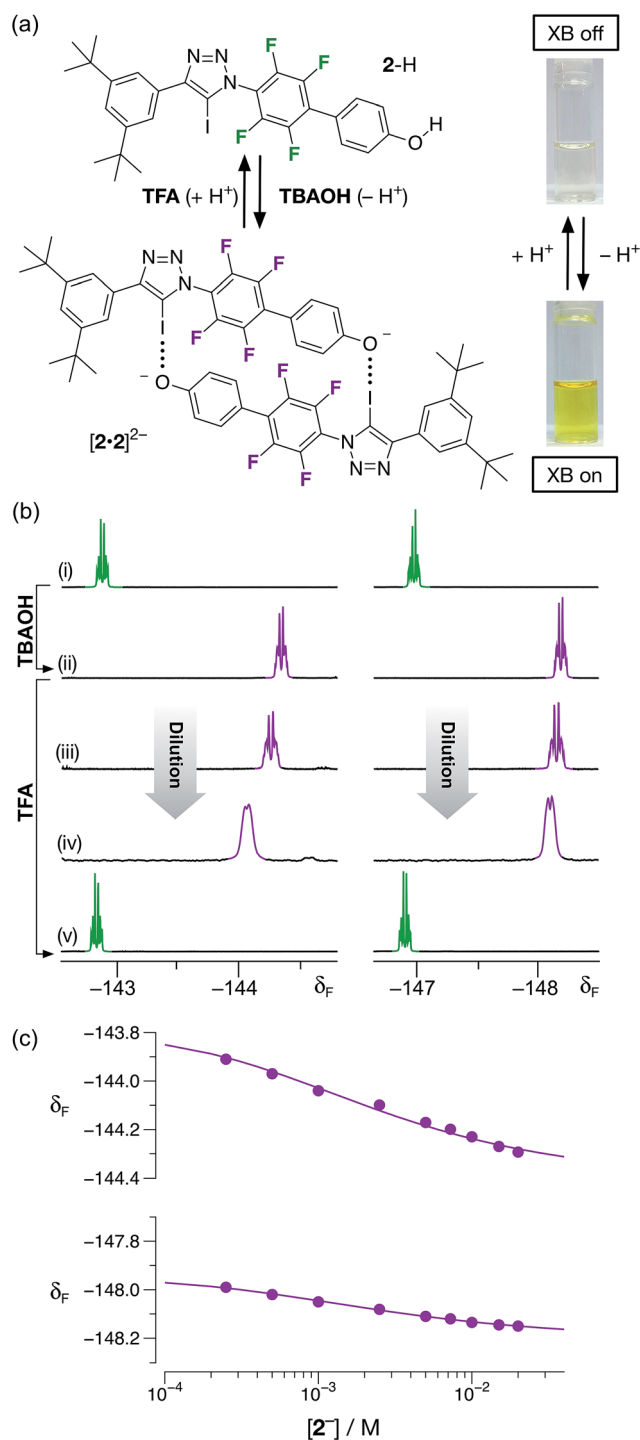 (a)
XB off
2-H
N=N
N
I
F F
F F
O
H
TFA (+ H⁺)
TBAOH (– H⁺)
+ H⁺
– H⁺
N=N
N
I
F F
F F
O⁻
⁻O
F F
F F
I
N
N=N
[2•2]²⁻
XB on
(b)
(i)
TBAOH
(ii)
(iii)
Dilution
Dilution
TFA
(iv)
(v)
–143 –144 δF –147 –148 δF
(c)
–143.8
–144.0
δF
–144.2
–144.4
–147.8
δF
–148.0
–148.2
10⁻⁴ 10⁻³ 10⁻²
[2⁻] / M